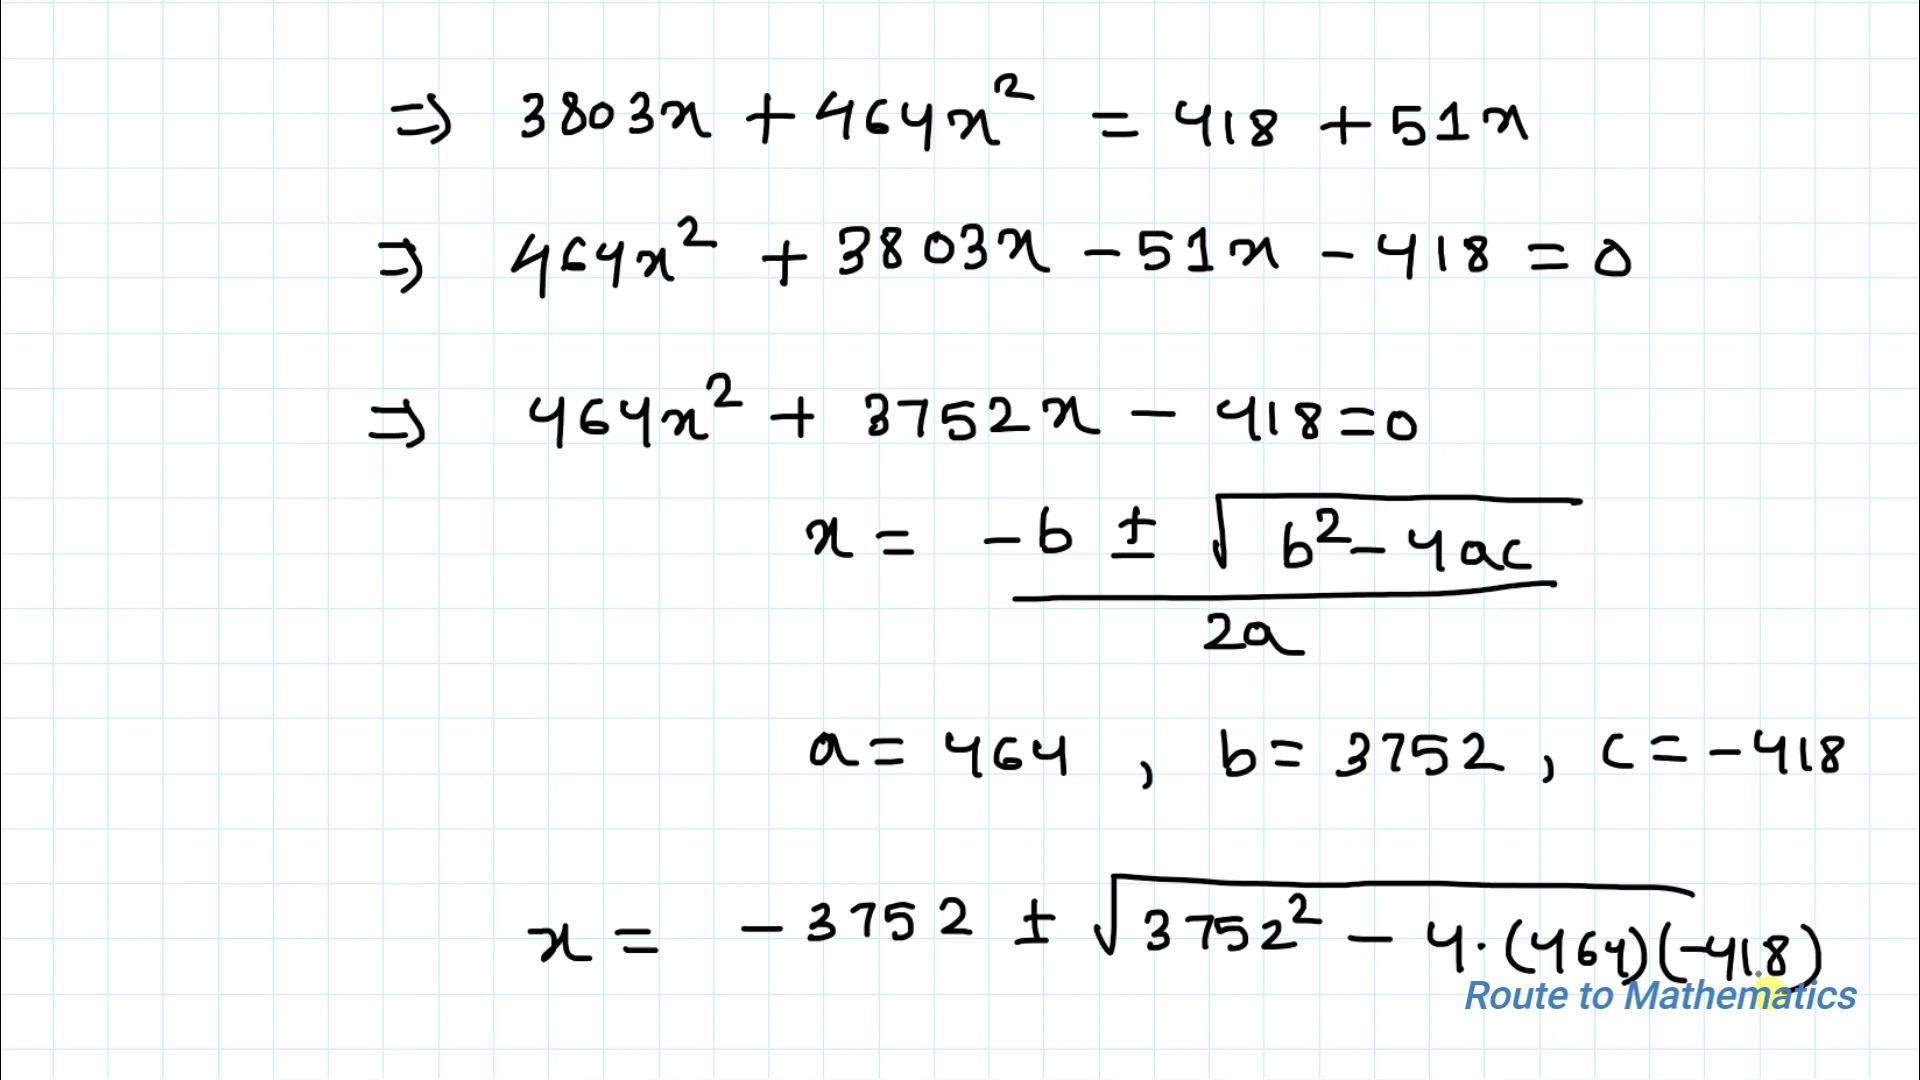 ⇒ 3803x + 464x² = 418 + 51x
⇒ 464x² + 3803x - 51x - 418 = 0
⇒ 464x² + 3752x - 418 = 0
x = -b ± √b² - 4ac
2a
a = 464 , b = 3752 , c = -418
x = -3752 ± √3752² - 4.(464)(-418)
Route to Mathematics